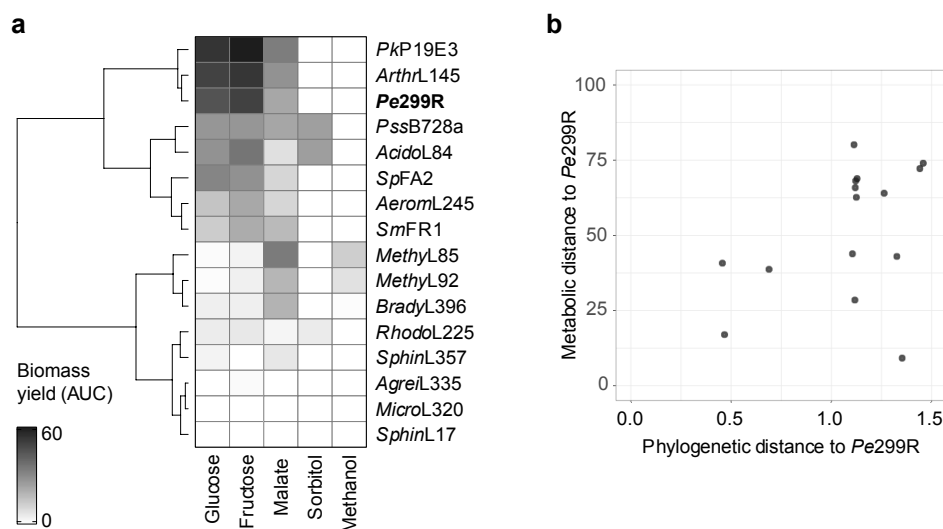 a
PkP19E3
ArthrL145
Pe299R
PssB728a
AcidoL84
SpFA2
AeromL245
SmFR1
MethyL85
MethyL92
BradyL396
RhodoL225
SphinL357
AgreiL335
MicroL320
SphinL17
Glucose
Fructose
Malate
Sorbitol
Methanol
Biomass
yield (AUC)
60
0
b
Metabolic distance to Pe299R
100
75
50
25
0
0.0 0.5 1.0 1.5
Phylogenetic distance to Pe299R